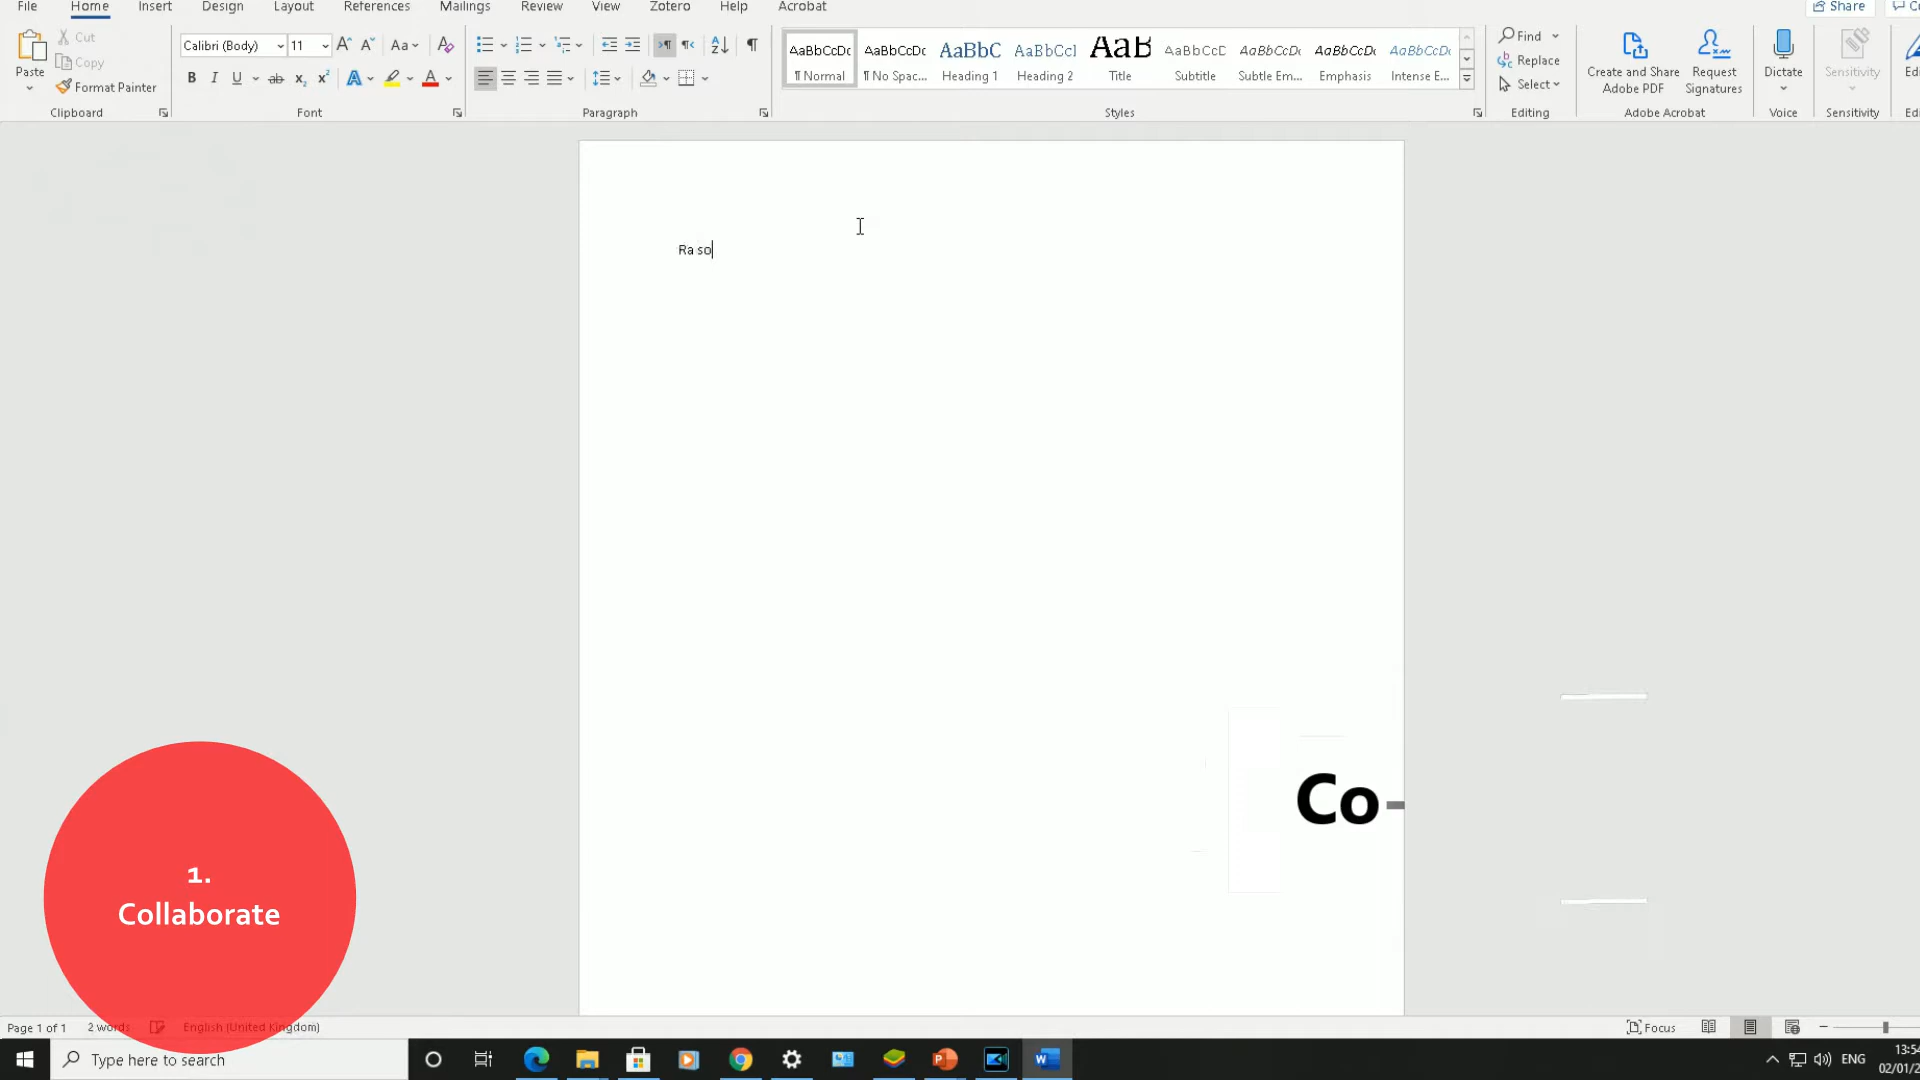 File Home Insert Design Layout References Mailings Review View Zotero Help Acrobat Share
Paste
Cut
Copy
Format Painter
Clipboard
Calibri (Body) 11
Font
Paragraph
AaBbCcDc AaBbCcDc AaBbC AaBbCcI AaB AaBbCcD AaBbCcDc AaBbCcDc AaBbCcDc
¶ Normal ¶ No Spac... Heading 1 Heading 2 Title Subtitle Subtle Em... Emphasis Intense E...
Styles
Find
Replace
Select
Editing
Create and Share
Adobe PDF
Request
Signatures
Adobe Acrobat
Dictate
Voice
Sensitivity
Sensitivity
Ra so
Co-
1.
Collaborate
Page 1 of 1 2 words English (United Kingdom) Focus
Type here to search
ENG